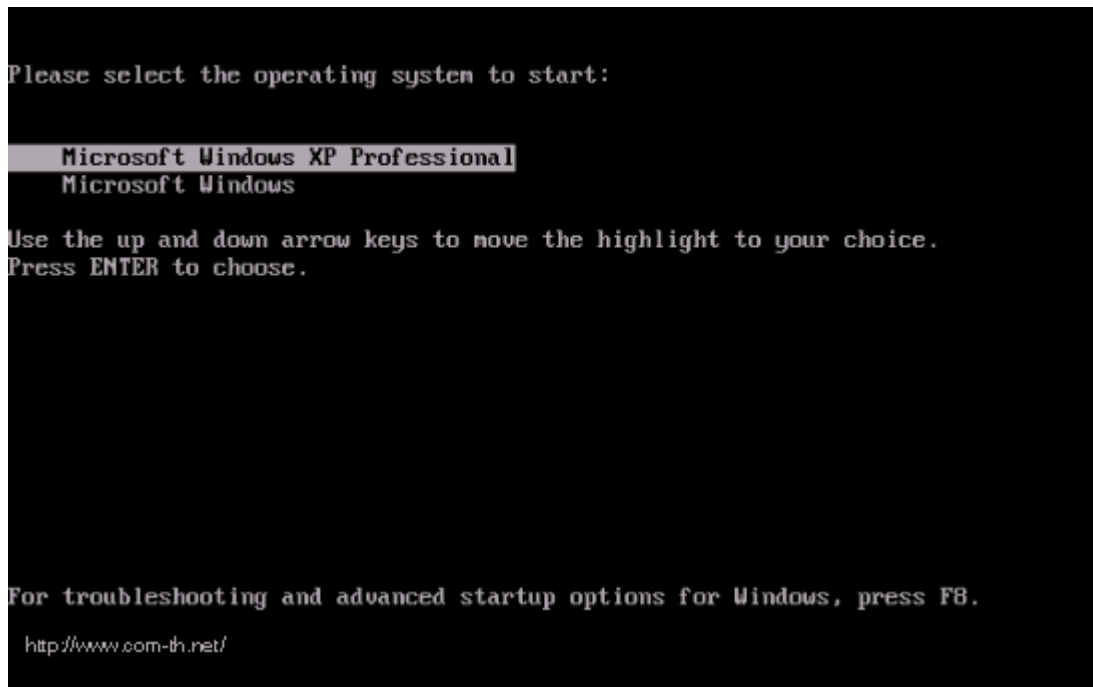 Please select the operating system to start:
Microsoft Windows XP Professional
Microsoft Windows
Use the up and down arrow keys to move the highlight to your choice.
Press ENTER to choose.
For troubleshooting and advanced startup options for Windows, press F8.
http://www.com-th.net/